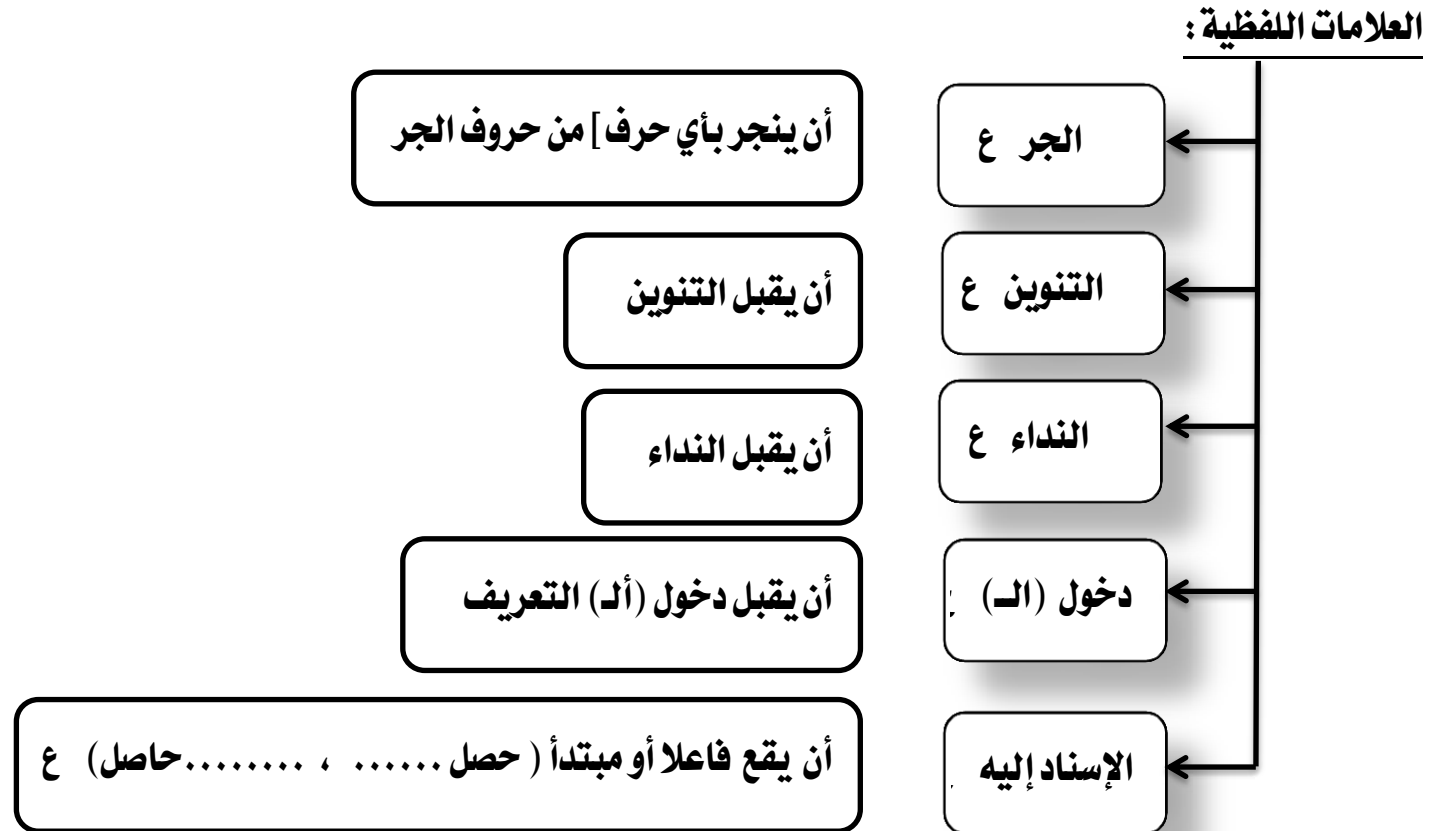 العلامات اللفظية :
الجر ع
أن ينجر بأي حرف] من حروف الجر
التنوين ع
أن يقبل التنوين
النداء ع
أن يقبل النداء
دخول (الـ)
أن يقبل دخول (ألـ) التعريف
الإسناد إليه
أن يقع فاعلا أو مبتدأ ( حصل ...... ، ........حاصل) ع